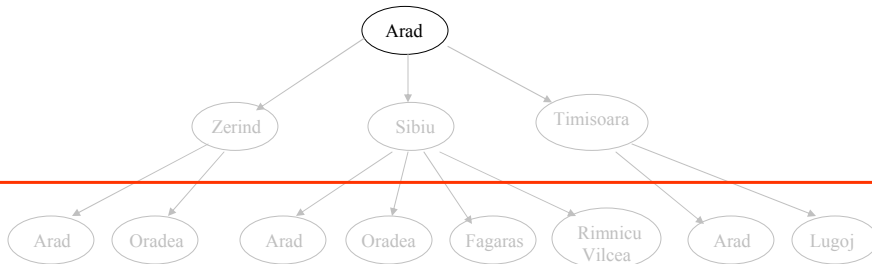 Arad
Zerind
Sibiu
Timisoara
Arad
Oradea
Arad
Oradea
Fagaras
Rimnicu
Vilcea
Arad
Lugoj